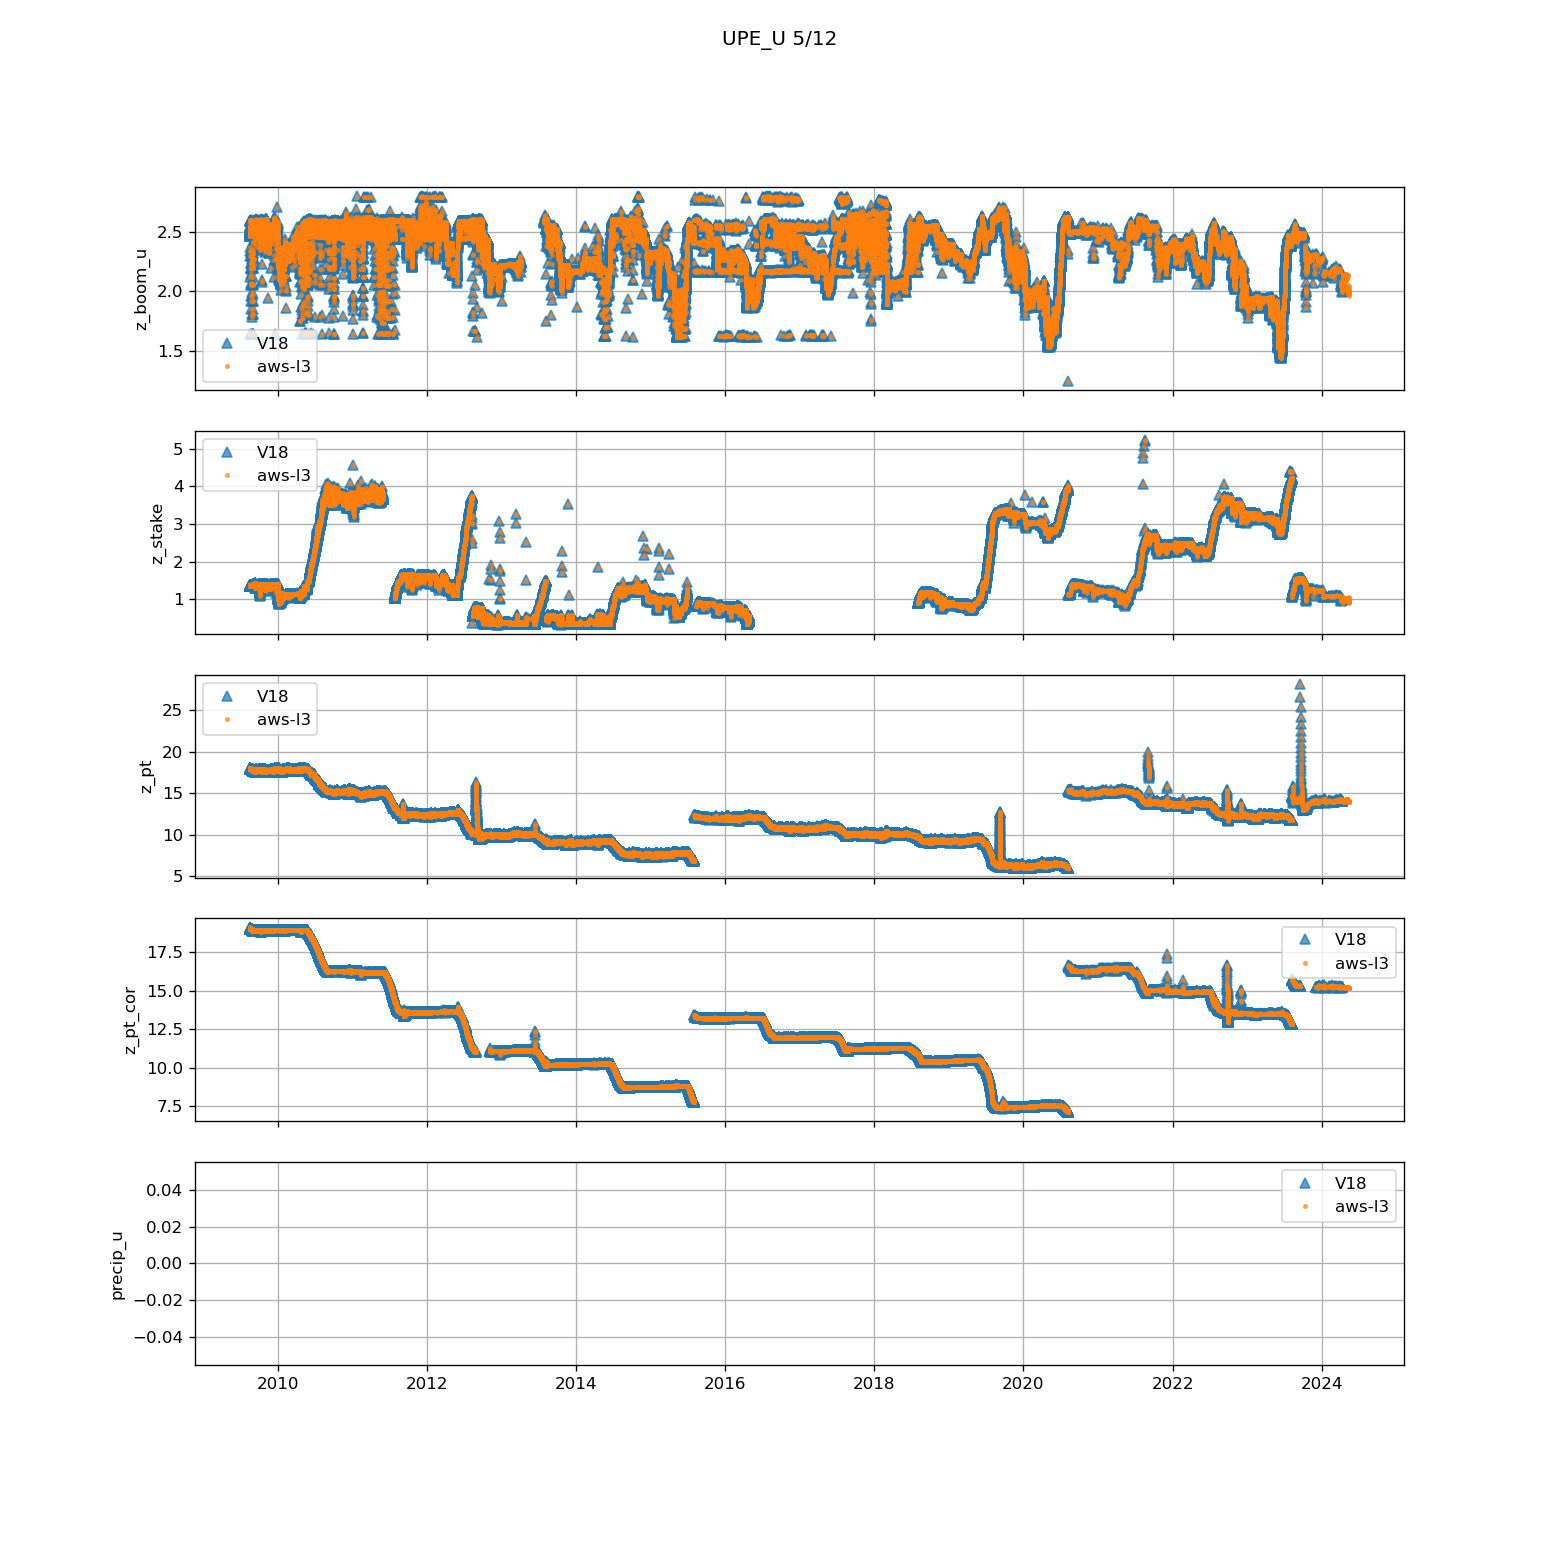 UPE_U 5/12
z_boom_u
2.5
2.0
1.5
V18
aws-l3
z_stake
5
4
3
2
1
V18
aws-l3
z_pt
25
20
15
10
5
V18
aws-l3
z_pt_cor
17.5
15.0
12.5
10.0
7.5
V18
aws-l3
precip_u
0.04
0.02
0.00
−0.02
−0.04
V18
aws-l3
2010 2012 2014 2016 2018 2020 2022 2024